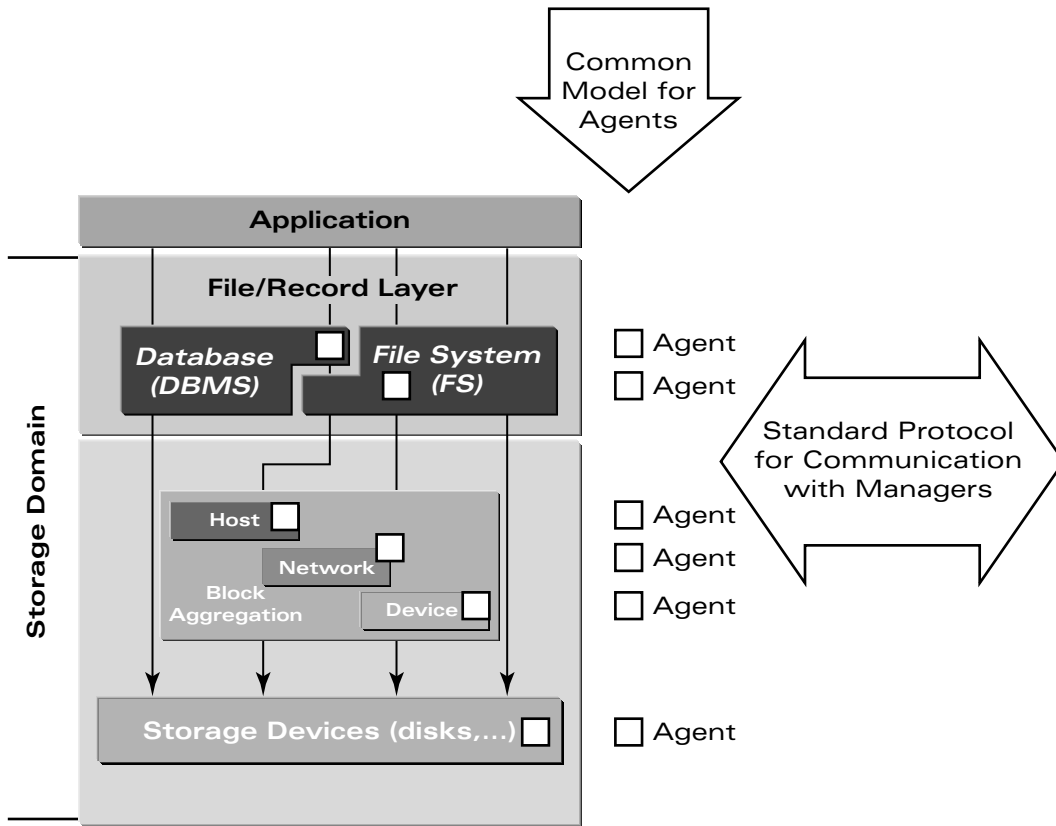 Common
Model for
Agents
Application
File/Record Layer
Database
(DBMS)
File System
(FS)
Agent
Agent
Storage Domain
Standard Protocol
for Communication
with Managers
Host
Network
Block
Aggregation
Device
Agent
Agent
Agent
Storage Devices (disks,...)
Agent